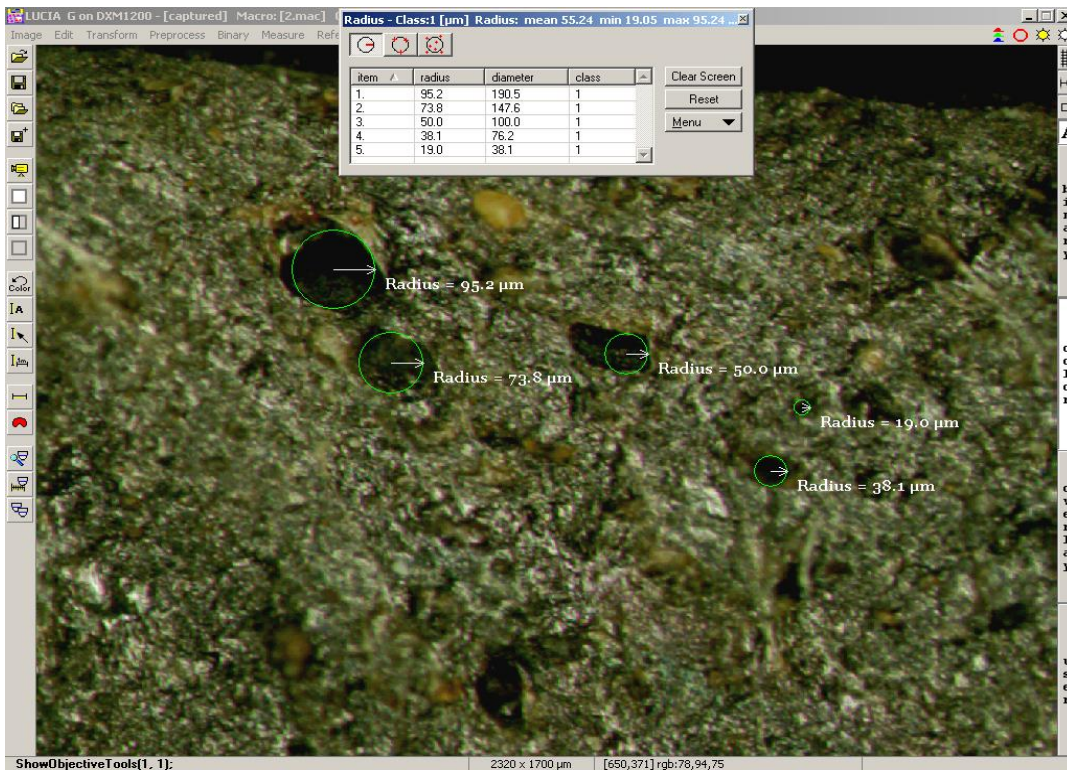 LUCIA G on DXM1200 - [captured] Macro: [2.mac]
Image Edit Transform Preprocess Binary Measure Refe
Radius - Class:1 [µm] Radius: mean 55.24 min 19.05 max 95.24 ...
item radius diameter class
1. 95.2 190.5 1
2. 73.8 147.6 1
3. 50.0 100.0 1
4. 38.1 76.2 1
5. 19.0 38.1 1
Clear Screen
Reset
Menu
Color
Radius = 95.2 µm
Radius = 73.8 µm
Radius = 50.0 µm
Radius = 19.0 µm
Radius = 38.1 µm
ShowObjectiveTools(1, 1);
2320 x 1700 µm
[650,371] rgb:78,94,75